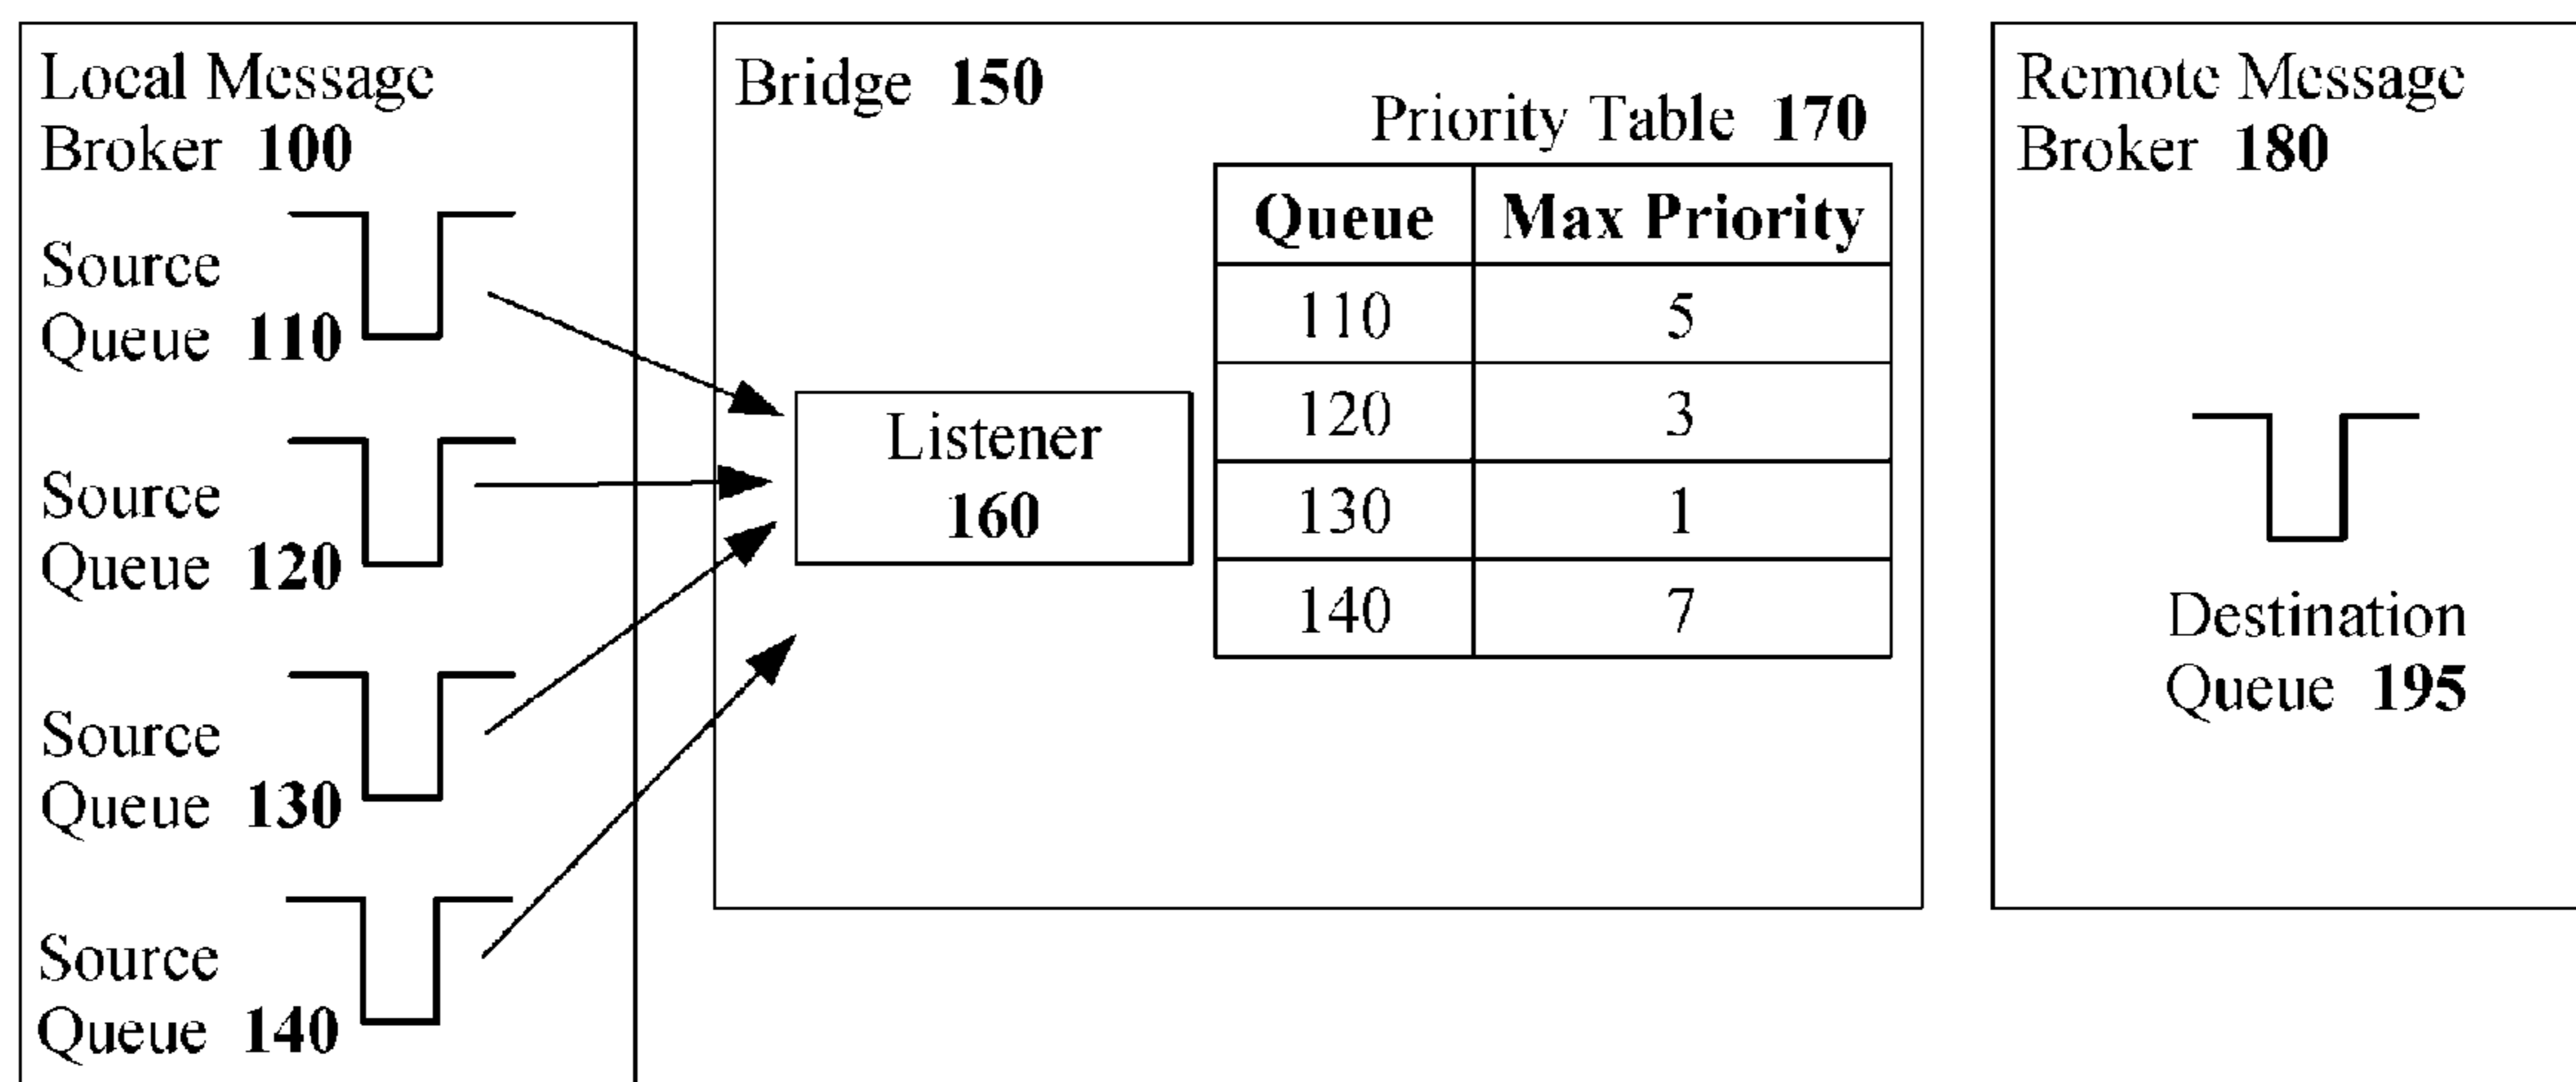 Local Message
Broker 100
Source
Queue 110
Source
Queue 120
Source
Queue 130
Source
Queue 140
Bridge 150
Listener
160
Priority Table 170
Queue Max Priority
110 5
120 3
130 1
140 7
Remote Message
Broker 180
Destination
Queue 195